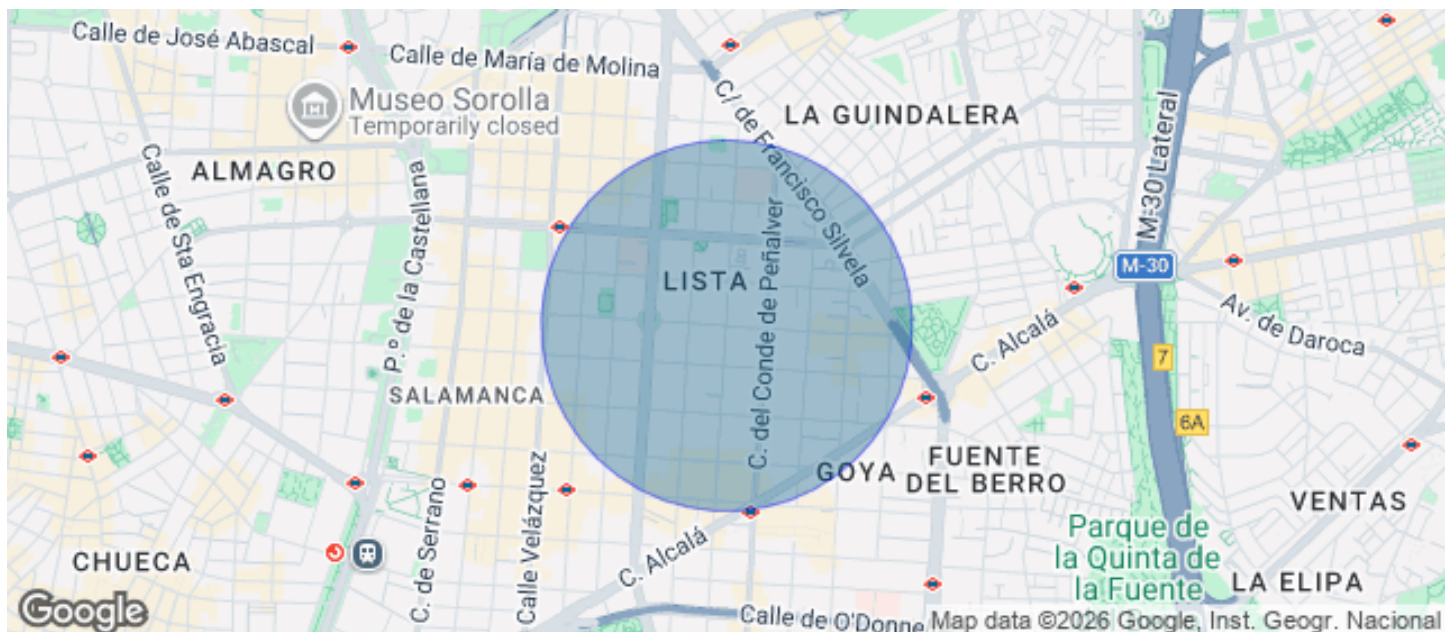 Calle de José Abascal
Calle de María de Molina
Museo Sorolla
Temporarily closed
C/ de Francisco Silvela
LA GUINDALERA
M-30 Lateral
ALMAGRO
Calle de Sta Engracia
P.º de la Castellana
LISTA
C. del Conde de Peñalver
M-30
Av. de Daroca
C. Alcalá
7
SALAMANCA
6A
GOYA
FUENTE
DEL BERRO
VENTAS
C. de Serrano
Calle Velázquez
Parque de
la Quinta de
la Fuente
CHUECA
C. Alcalá
LA ELIPA
Google
Calle de O'Donne
Map data ©2026 Google, Inst. Geogr. Nacional